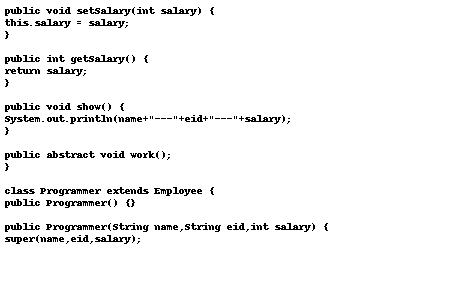 public void setSalary(int salary) {
this.salary = salary;
}
public int getSalary() {
return salary;
}
public void show() {
System.out.println(name+"---"+eid+"---"+salary);
}
public abstract void work();
}
class Programmer extends Employee {
public Programmer() {}
public Programmer(String name,String eid,int salary) {
super(name,eid,salary);